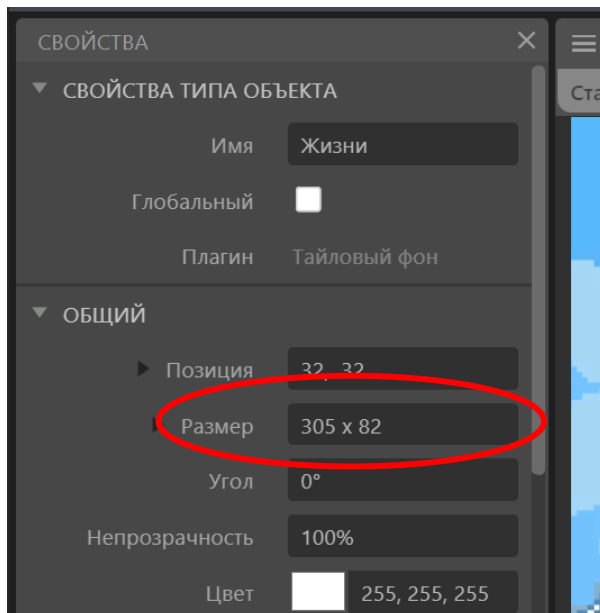 СВОЙСТВА
СВОЙСТВА ТИПА ОБЪЕКТА
Имя Жизни
Глобальный
Плагин Тайловый фон
ОБЩИЙ
Позиция 32, 32
Размер 305 x 82
Угол 0°
Непрозрачность 100%
Цвет 255, 255, 255
Ста